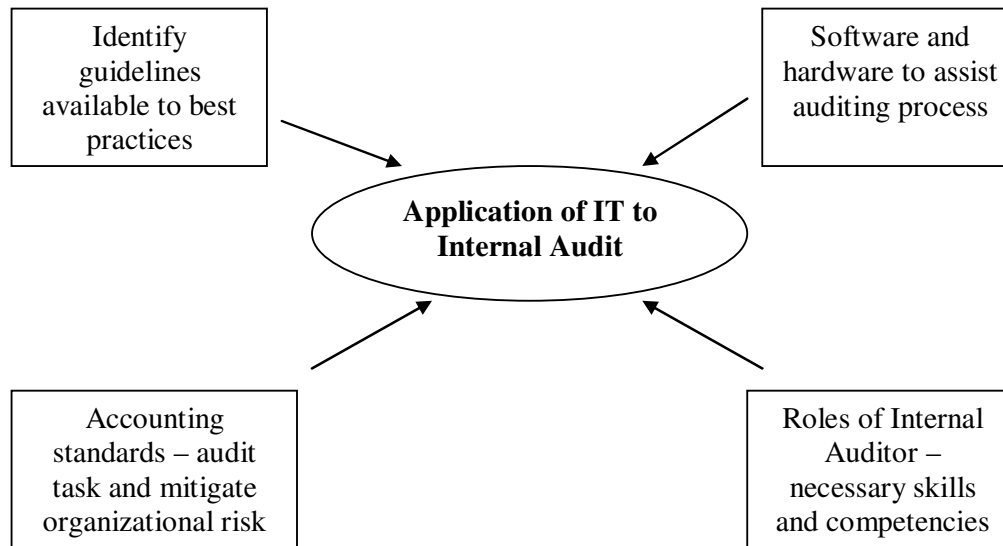 Identify
guidelines
available to best
practices
Software and
hardware to assist
auditing process
Application of IT to
Internal Audit
Accounting
standards – audit
task and mitigate
organizational risk
Roles of Internal
Auditor –
necessary skills
and competencies